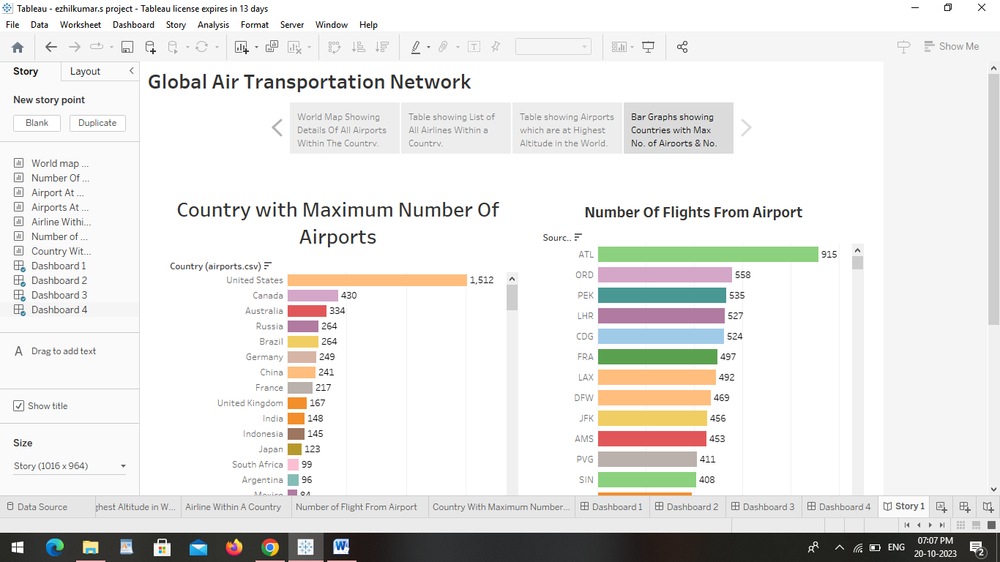 Tableau - ezhilkumar.s project - Tableau license expires in 13 days
File Data Worksheet Dashboard Story Analysis Format Server Window Help
Show Me
Story Layout
New story point
Blank Duplicate
World map ...
Number Of ...
Airport At ...
Airports At ...
Airline Withi...
Number of ...
Country Wit...
Dashboard 1
Dashboard 2
Dashboard 3
Dashboard 4
A Drag to add text
Show title
Size
Story (1016 x 964)
Global Air Transportation Network
World Map Showing
Details Of All Airports
Within The Country.
Table showing List of
All Airlines Within a
Country.
Table showing Airports
which are at Highest
Altitude in the World.
Bar Graphs showing
Countries with Max
No. of Airports & No.
Country with Maximum Number Of
Airports
Country (airports.csv)
United States 1,512
Canada 430
Australia 334
Russia 264
Brazil 264
Germany 249
China 241
France 217
United Kingdom 167
India 148
Indonesia 145
Japan 123
South Africa 99
Argentina 96
Mexico 84
Number Of Flights From Airport
Sourc..
ATL 915
ORD 558
PEK 535
LHR 527
CDG 524
FRA 497
LAX 492
DFW 469
JFK 456
AMS 453
PVG 411
SIN 408
Data Source ghest Altitude in W... Airline Within A Country Number of Flight From Airport Country With Maximum Number... Dashboard 1 Dashboard 2 Dashboard 3 Dashboard 4 Story 1
ENG
07:07 PM
20-10-2023
2